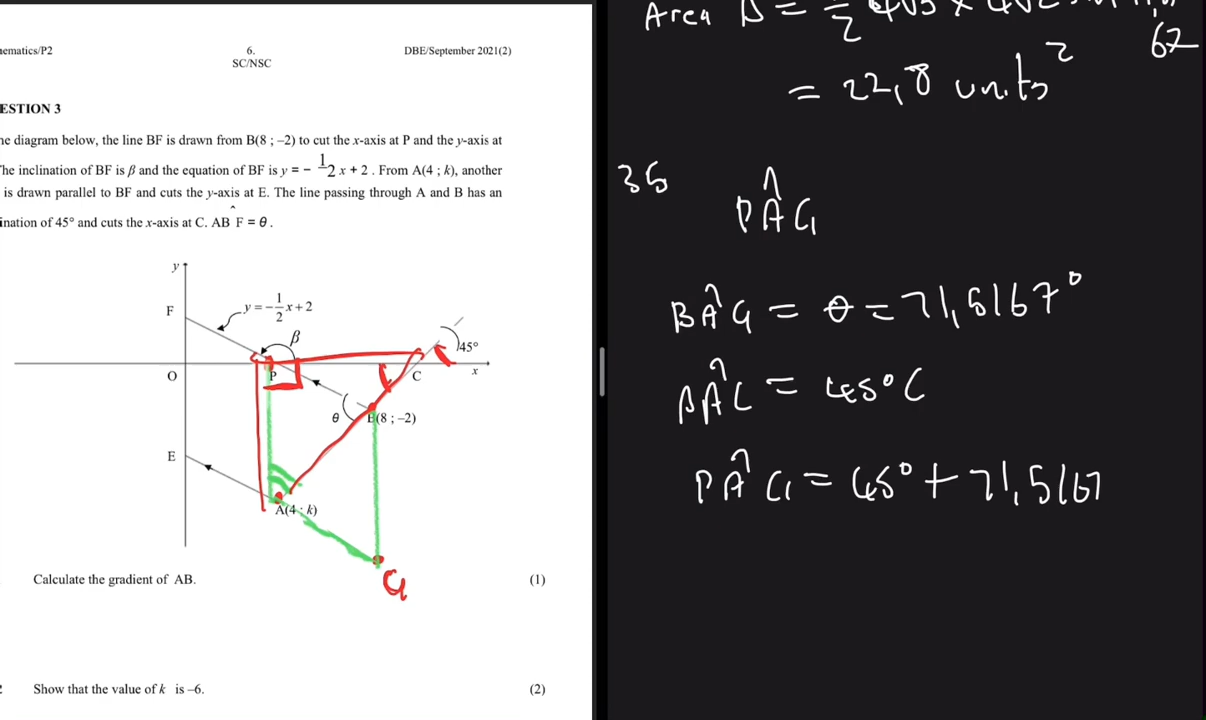 ematics/P2
6.
SC/NSC
DBE/September 2021(2)
ESTION 3
ne diagram below, the line BF is drawn from B(8 ; –2) to cut the x-axis at P and the y-axis at
The inclination of BF is β and the equation of BF is y = – 1/2 x + 2 . From A(4 ; k), another
is drawn parallel to BF and cuts the y-axis at E. The line passing through A and B has an
ination of 45° and cuts the x-axis at C. AB̂F = θ .
y
F
y = –1/2 x + 2
β
45°
O
P
C
x
θ
(8 ; –2)
E
A(4 ; k)
G
Calculate the gradient of AB.
(1)
Show that the value of k is –6.
(2)
Area
= 22,8 units²
35
PÂG
BÂG = θ = 71,5167°
PÂC = 45°C
PÂG = 45° + 71,5167